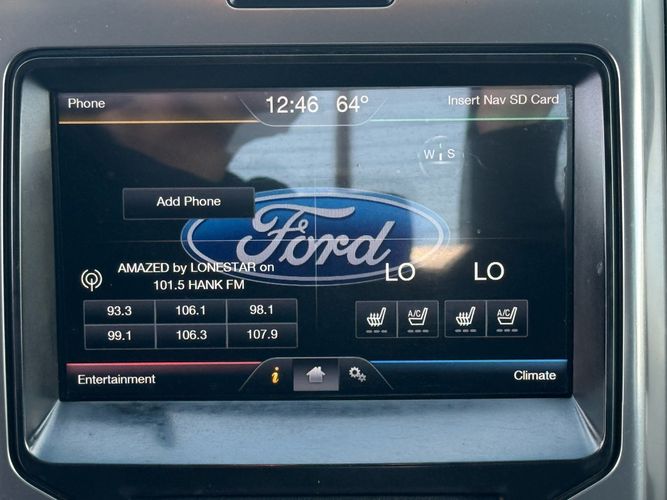 Phone
12:46 64°
Insert Nav SD Card
W S
Add Phone
Ford
AMAZED by LONESTAR on
101.5 HANK FM
LO LO
93.3 106.1 98.1
99.1 106.3 107.9
A/C A/C
Entertainment
i
Climate